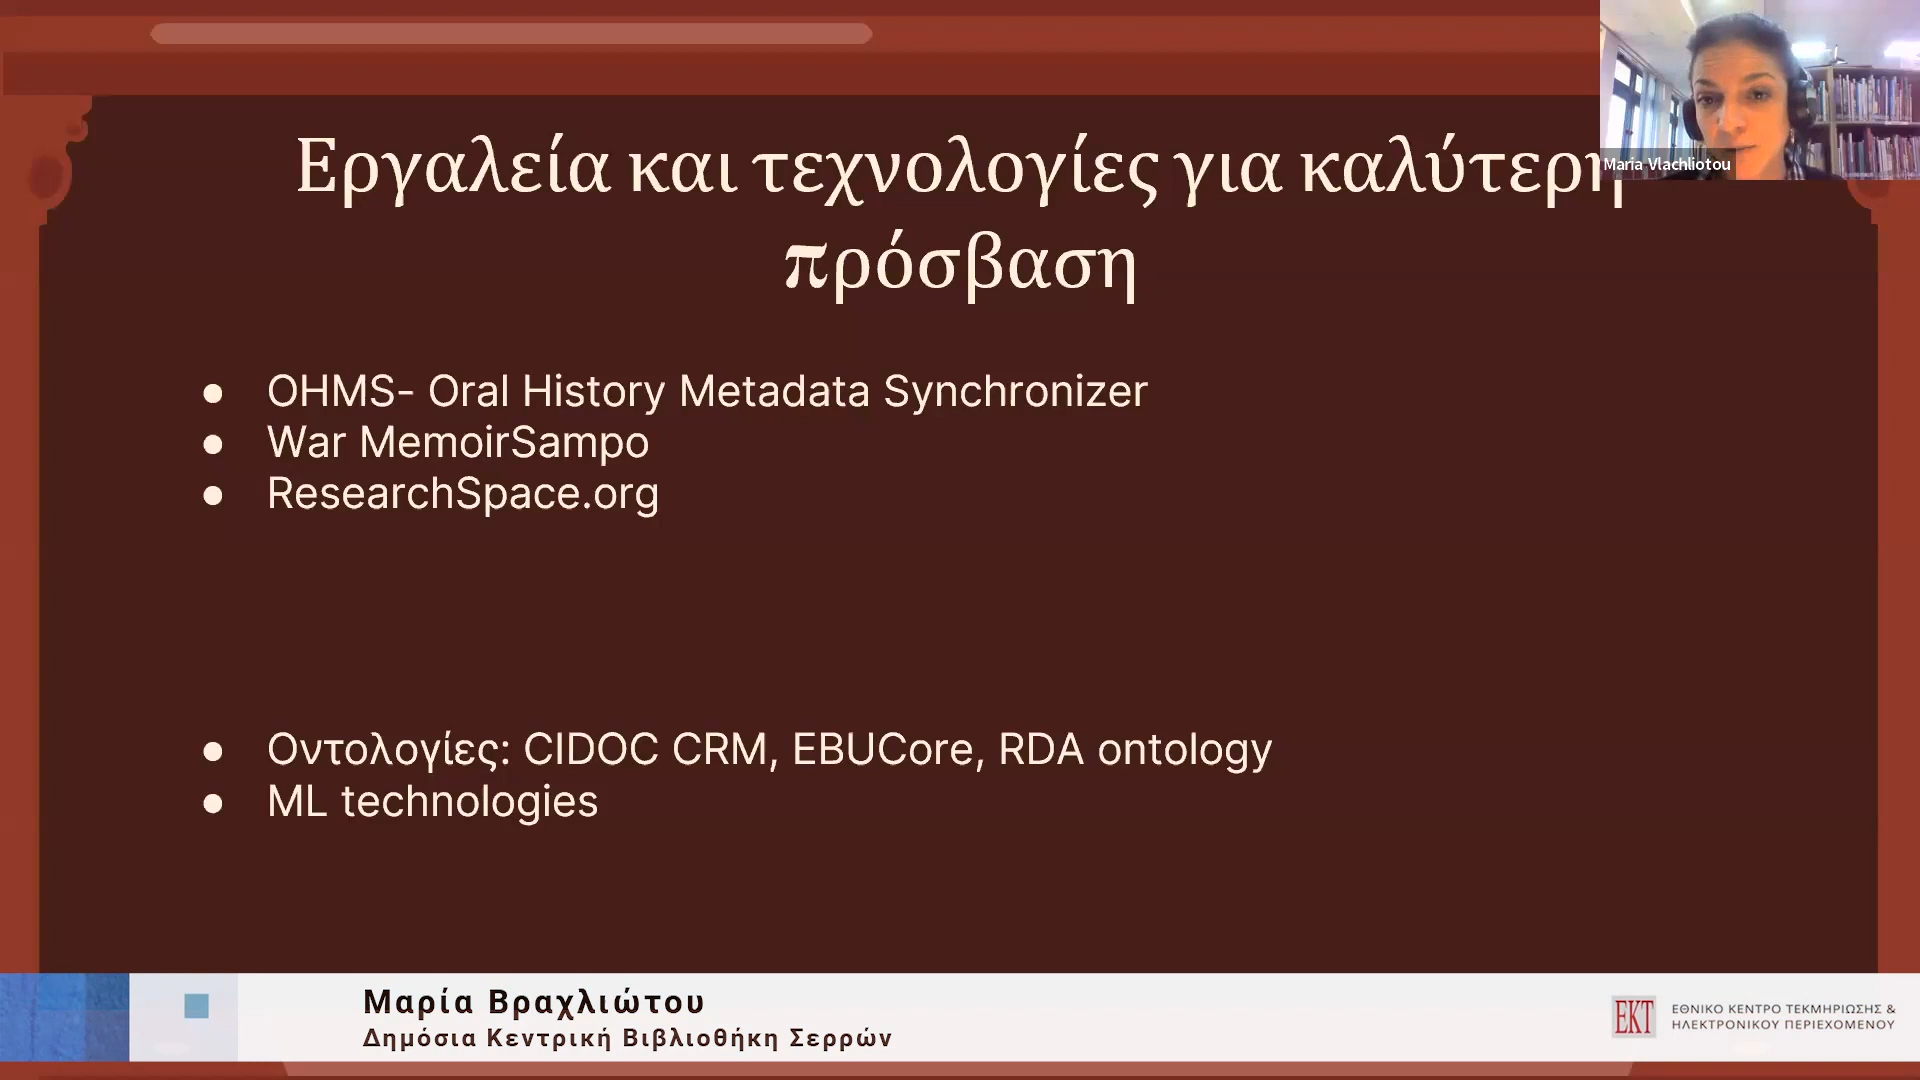 Εργαλεία και τεχνολογίες για καλύτερη
πρόσβαση
Maria Vlachliotou
● OHMS- Oral History Metadata Synchronizer
● War MemoirSampo
● ResearchSpace.org
● Οντολογίες: CIDOC CRM, EBUCore, RDA ontology
● ML technologies
Μαρία Βραχλιώτου
Δημόσια Κεντρική Βιβλιοθήκη Σερρών
ΕΚΤ
ΕΘΝΙΚΟ ΚΕΝΤΡΟ ΤΕΚΜΗΡΙΩΣΗΣ &
ΗΛΕΚΤΡΟΝΙΚΟΥ ΠΕΡΙΕΧΟΜΕΝΟΥ